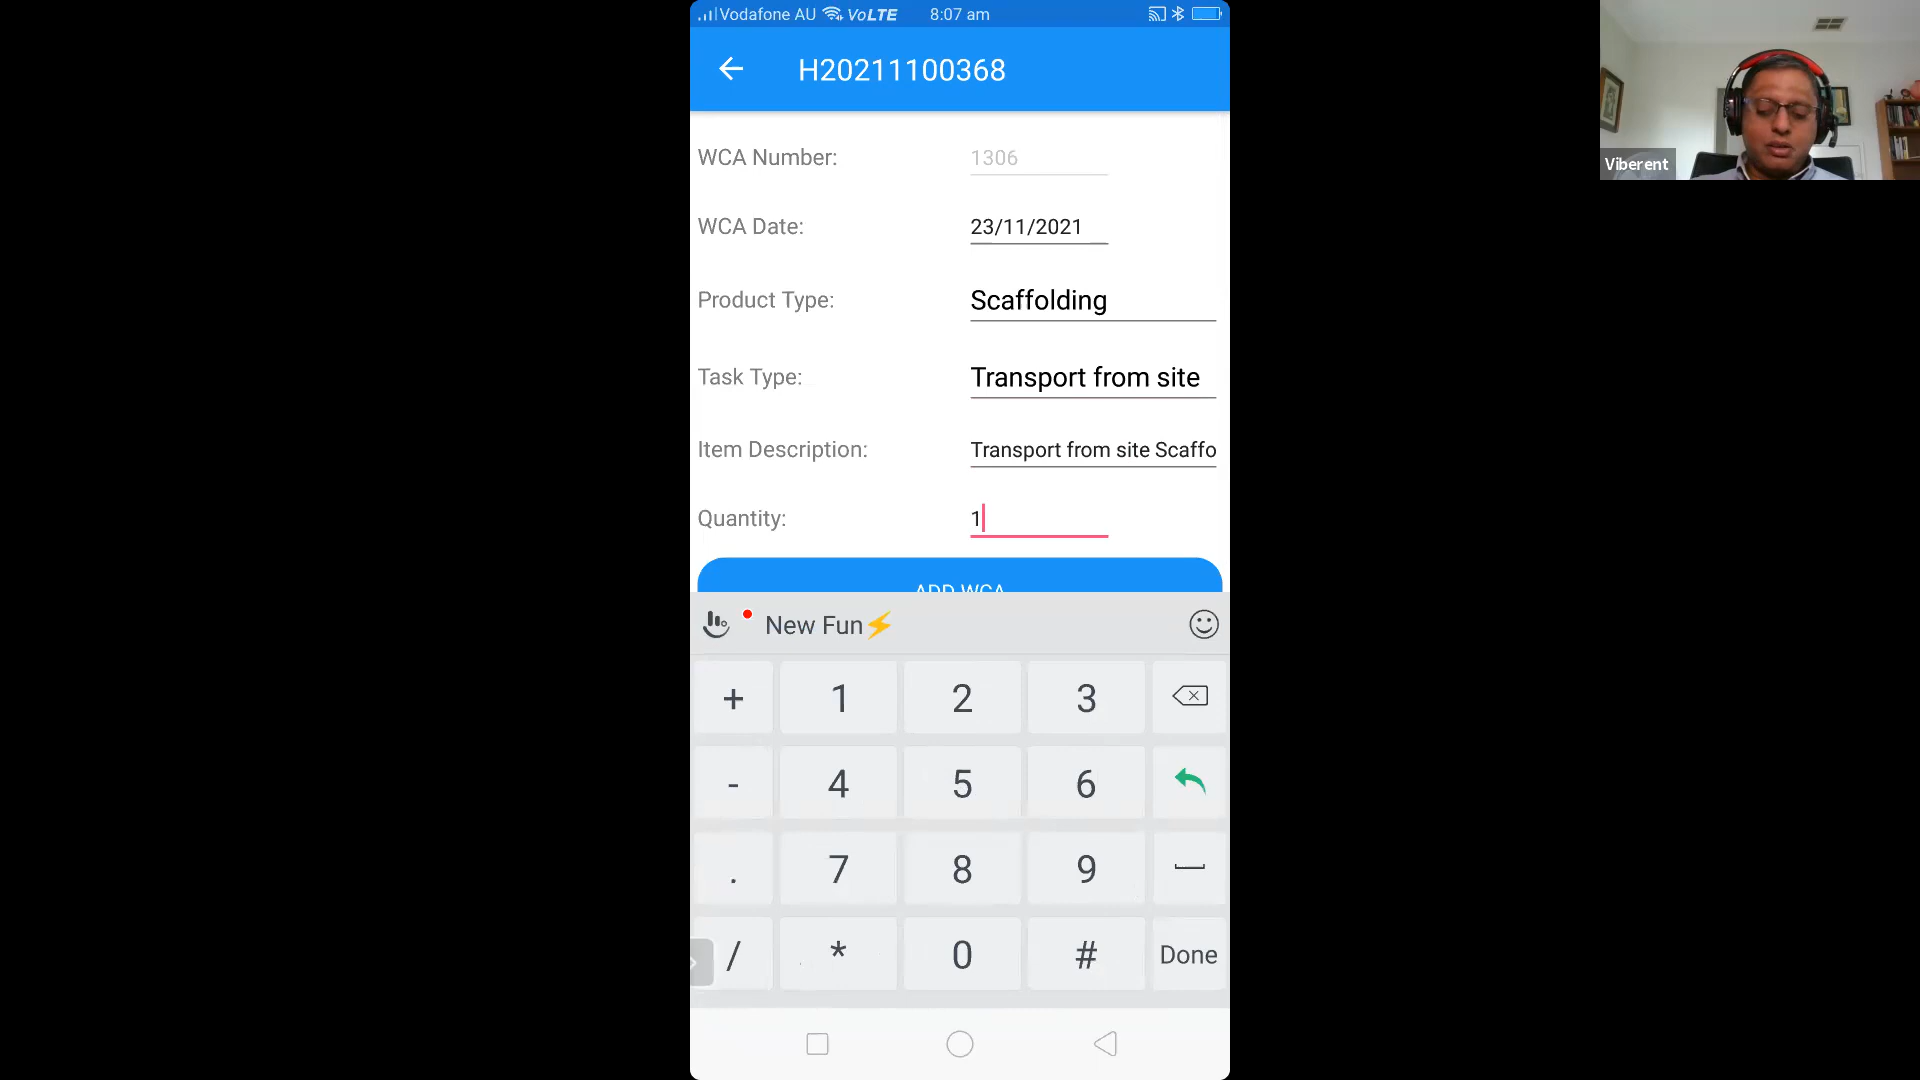 Vodafone AU VoLTE 8:07 am
H20211100368
WCA Number: 1306
WCA Date: 23/11/2021
Product Type: Scaffolding
Task Type: Transport from site
Item Description: Transport from site Scaffo
Quantity: 1
ADD WCA
New Fun⚡
+ 1 2 3
- 4 5 6
. 7 8 9
/ * 0 # Done
Viberent